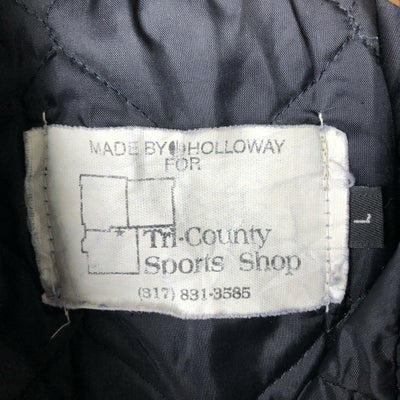 MADE BY HOLLOWAY
FOR
Tri-County
Sports Shop
(317) 831-3585
L